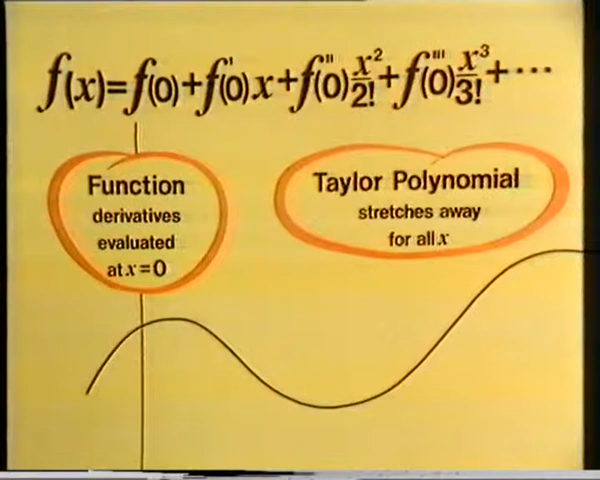 f(x)=f(0)+f'(0)x+f''(0)x²/2!+f'''(0)x³/3!+···
Function
derivatives
evaluated
at x=0
Taylor Polynomial
stretches away
for all x